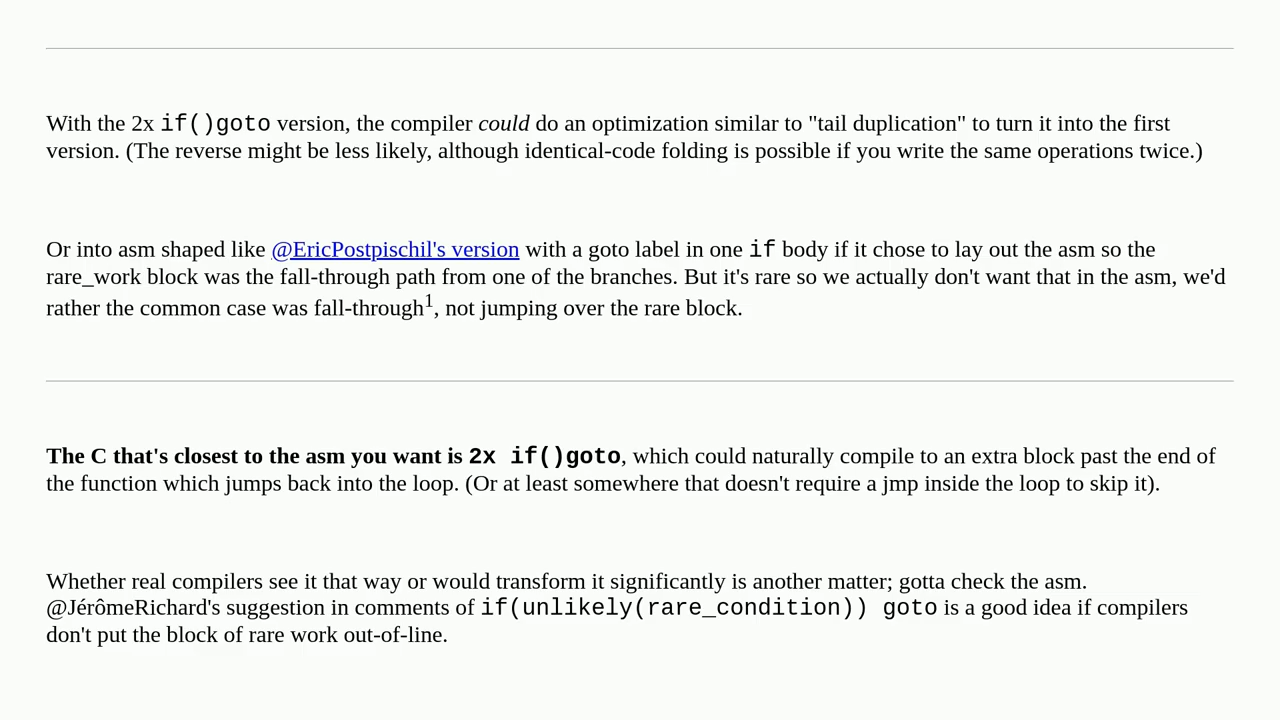 With the 2x if()goto version, the compiler could do an optimization similar to "tail duplication" to turn it into the first
version. (The reverse might be less likely, although identical-code folding is possible if you write the same operations twice.)
Or into asm shaped like @EricPostpischil's version with a goto label in one if body if it chose to lay out the asm so the
rare_work block was the fall-through path from one of the branches. But it's rare so we actually don't want that in the asm, we'd
rather the common case was fall-through1, not jumping over the rare block.
The C that's closest to the asm you want is 2x if()goto, which could naturally compile to an extra block past the end of
the function which jumps back into the loop. (Or at least somewhere that doesn't require a jmp inside the loop to skip it).
Whether real compilers see it that way or would transform it significantly is another matter; gotta check the asm.
@JérômeRichard's suggestion in comments of if(unlikely(rare_condition)) goto is a good idea if compilers
don't put the block of rare work out-of-line.